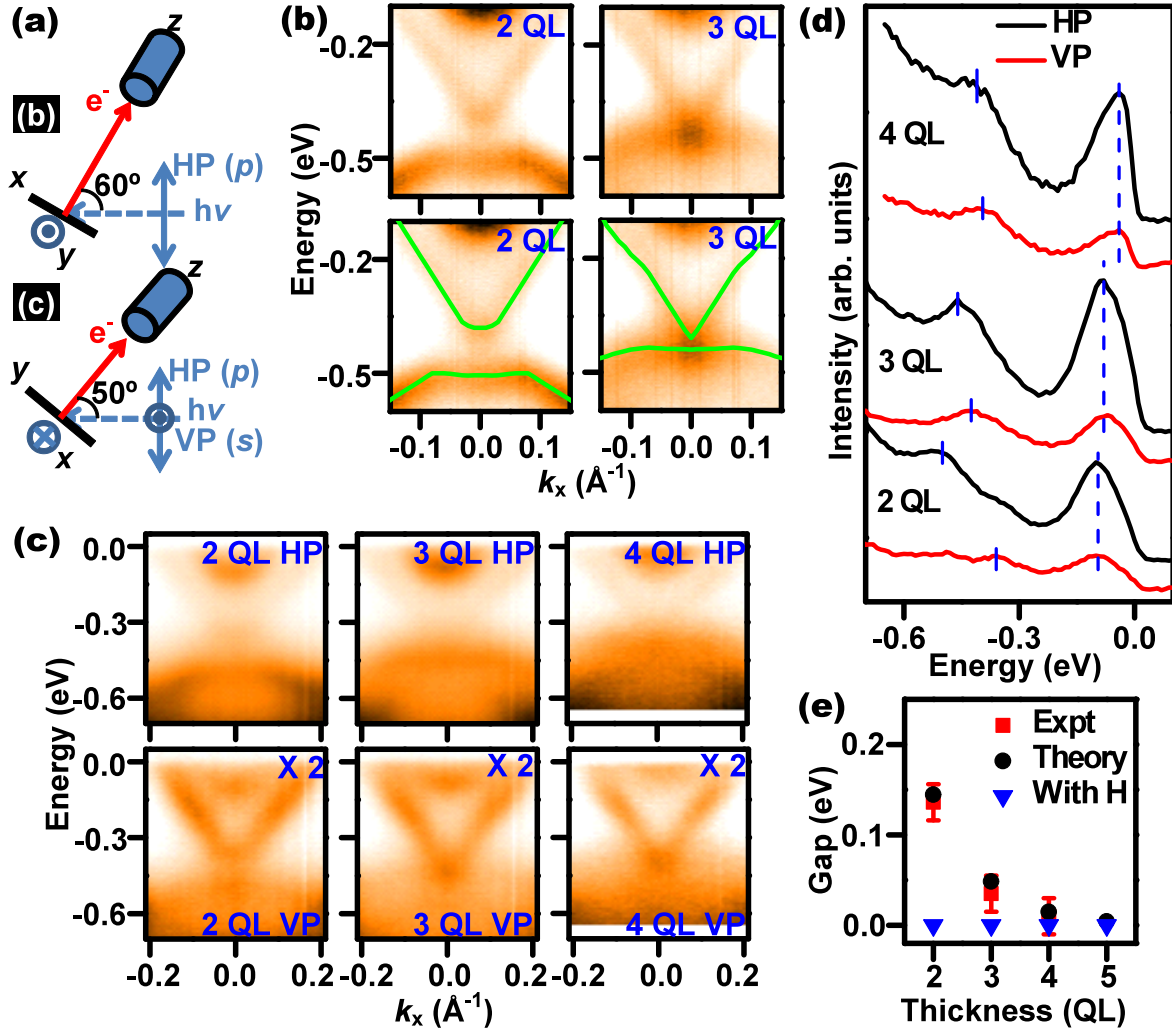 (a)
z
e-
(b)
HP (p)
60º
x
hν
y
z
(c)
e-
HP (p)
y
50º
hν
VP (s)
x
(b)
2 QL
3 QL
-0.2
-0.5
2 QL
3 QL
-0.2
-0.5
Energy (eV)
-0.1 0.0 0.1
-0.1 0.0 0.1
kx (Å-1)
(c)
2 QL HP
3 QL HP
4 QL HP
0.0
-0.3
-0.6
X 2
X 2
X 2
0.0
-0.3
-0.6
2 QL VP
3 QL VP
4 QL VP
Energy (eV)
-0.2 0.0 0.2
-0.2 0.0 0.2
-0.2 0.0 0.2
kx (Å-1)
(d)
HP
VP
4 QL
3 QL
2 QL
Intensity (arb. units)
-0.6 -0.3 0.0
Energy (eV)
(e)
Expt
Theory
With H
0.2
0.1
0.0
Gap (eV)
2 3 4 5
Thickness (QL)